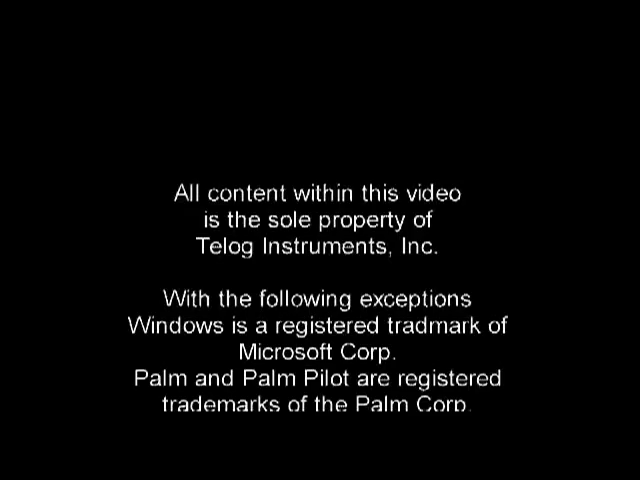 All content within this video
is the sole property of
Telog Instruments, Inc.
With the following exceptions
Windows is a registered tradmark of
Microsoft Corp.
Palm and Palm Pilot are registered
trademarks of the Palm Corp.